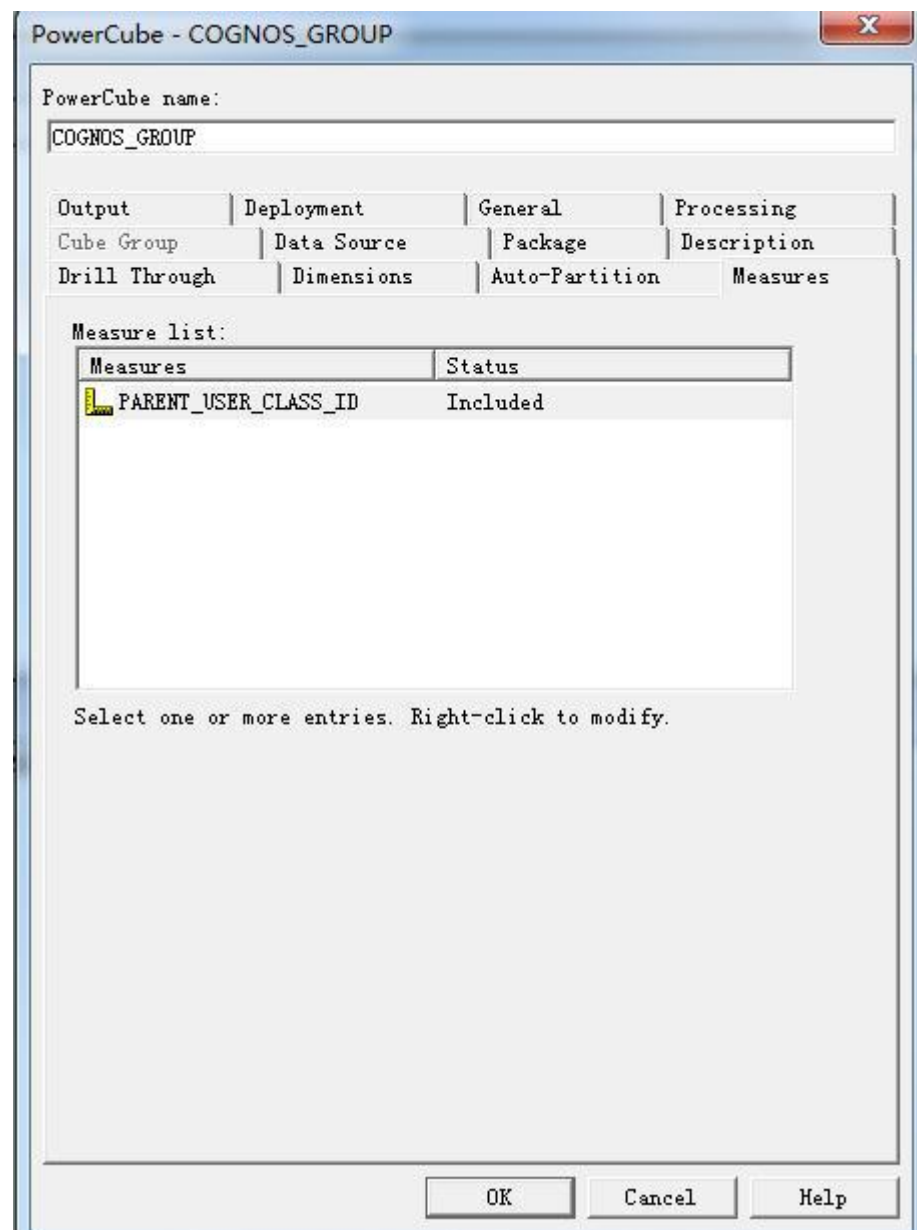 PowerCube - COGNOS_GROUP
PowerCube name:
COGNOS_GROUP
Output Deployment General Processing
Cube Group Data Source Package Description
Drill Through Dimensions Auto-Partition Measures
Measure list:
Measures Status
PARENT_USER_CLASS_ID Included
Select one or more entries. Right-click to modify.
OK Cancel Help